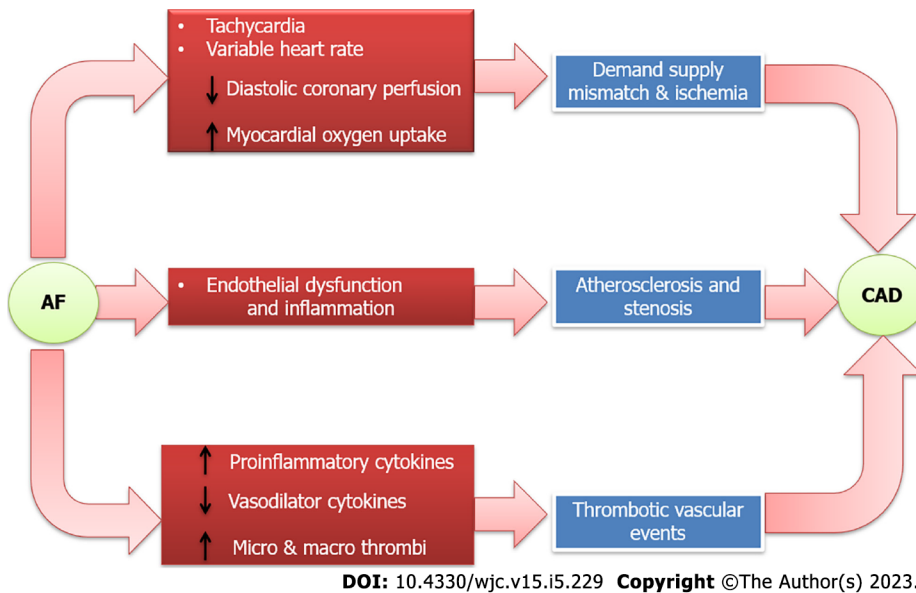 • Tachycardia
• Variable heart rate
↓ Diastolic coronary perfusion
↑ Myocardial oxygen uptake
Demand supply
mismatch & ischemia
AF
• Endothelial dysfunction
and inflammation
Atherosclerosis and
stenosis
CAD
↑ Proinflammatory cytokines
↓ Vasodilator cytokines
↑ Micro & macro thrombi
Thrombotic vascular
events
DOI: 10.4330/wjc.v15.i5.229 Copyright ©The Author(s) 2023.